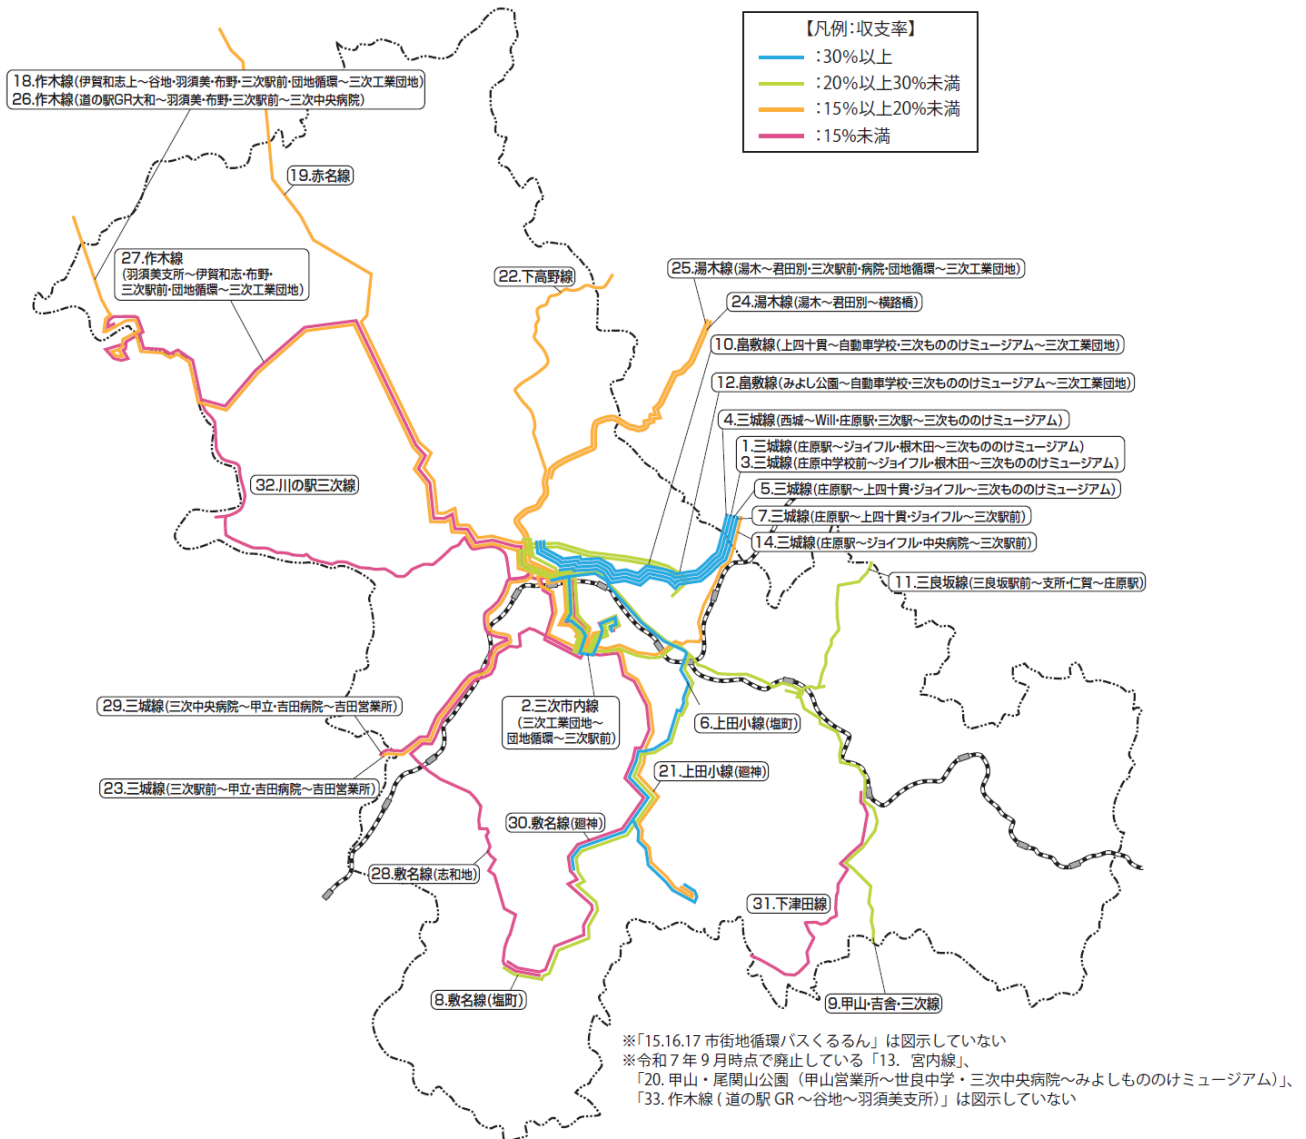 【凡例：収支率】
：30％以上
：20％以上30％未満
：15％以上20％未満
：15％未満
18.作木線(伊賀和志上～谷地・羽須美・布野・三次駅前・団地循環～三次工業団地)
26.作木線(道の駅GR大和～羽須美・布野・三次駅前～三次中央病院)
19.赤名線
27.作木線
(羽須美支所～伊賀和志・布野・
三次駅前・団地循環～三次工業団地)
22.下高野線
25.湯木線(湯木～君田別・三次駅前・病院・団地循環～三次工業団地)
24.湯木線(湯木～君田別～横路橋)
10.畠敷線(上四十貫～自動車学校・三次もののけミュージアム～三次工業団地)
12.畠敷線(みよし公園～自動車学校・三次もののけミュージアム～三次工業団地)
4.三城線(西城～Will・庄原駅・三次駅～三次もののけミュージアム)
1.三城線(庄原駅～ジョイフル・根木田～三次もののけミュージアム)
3.三城線(庄原中学校前～ジョイフル・根木田～三次もののけミュージアム)
5.三城線(庄原駅～上四十貫・ジョイフル～三次もののけミュージアム)
7.三城線(庄原駅～上四十貫・ジョイフル～三次駅前)
14.三城線(庄原駅～ジョイフル・中央病院～三次駅前)
32.川の駅三次線
11.三良坂線(三良坂駅前～支所・仁賀～庄原駅)
29.三城線(三次中央病院～甲立・吉田病院～吉田営業所)
2.三次市内線
(三次工業団地～
団地循環～三次駅前)
6.上田小線(塩町)
23.三城線(三次駅前～甲立・吉田病院～吉田営業所)
21.上田小線(廻神)
30.敷名線(廻神)
28.敷名線(志和地)
31.下津田線
8.敷名線(塩町)
9.甲山・吉舎・三次線
※「15.16.17 市街地循環バスくるるん」は図示していない
※令和７年９月時点で廃止している「13. 宮内線」、
「20. 甲山・尾関山公園（甲山営業所～世良中学・三次中央病院～みよしもののけミュージアム）」、
「33. 作木線 ( 道の駅 GR ～谷地～羽須美支所）」は図示していない